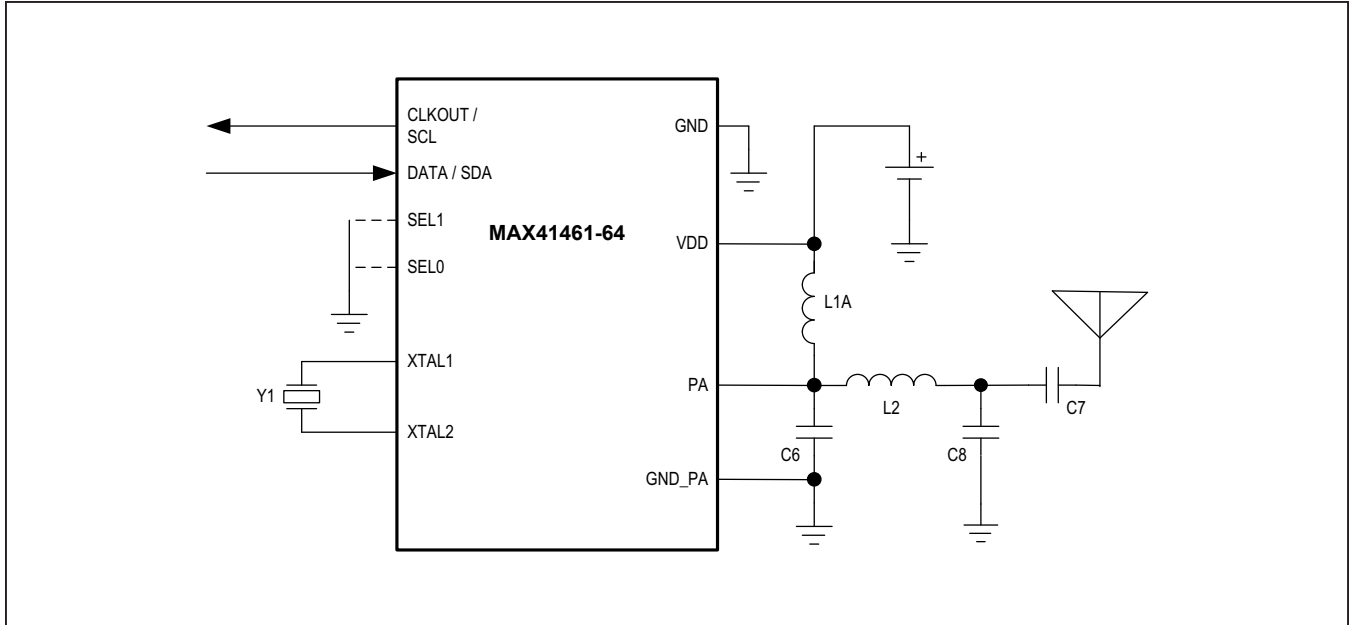 CLKOUT /
SCL
DATA / SDA
SEL1
SEL0
XTAL1
XTAL2
Y1
MAX41461-64
GND
VDD
PA
GND_PA
+
L1A
L2
C7
C6
C8